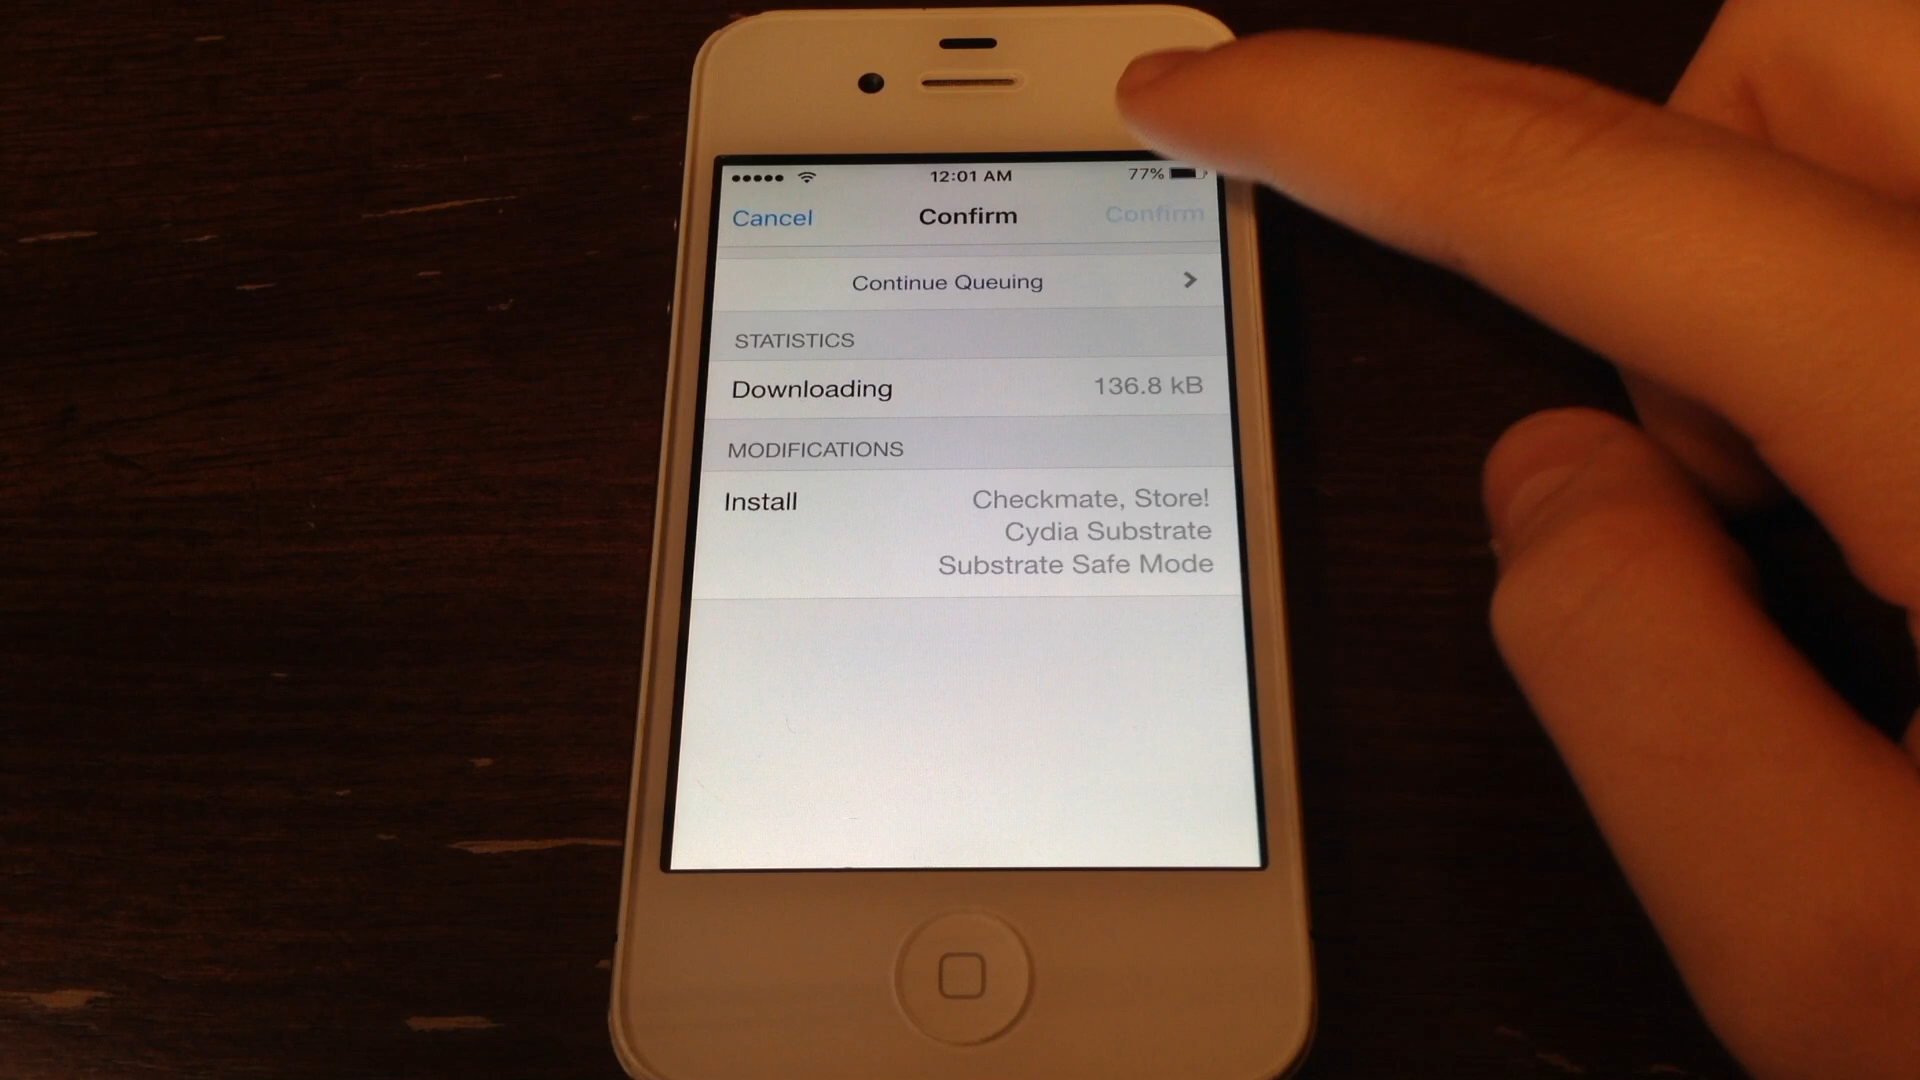 12:01 AM 77%
Cancel Confirm Confirm
Continue Queuing
STATISTICS
Downloading 136.8 kB
MODIFICATIONS
Install Checkmate, Store!
Cydia Substrate
Substrate Safe Mode